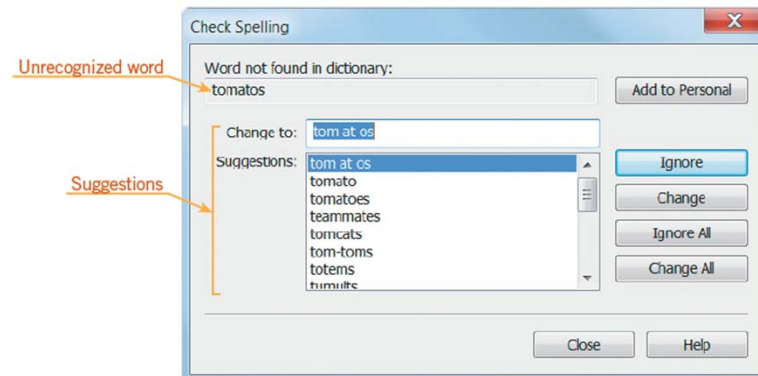 Check Spelling
Unrecognized word
Word not found in dictionary:
tomatos
Add to Personal
Change to: tom at os
Suggestions
Suggestions: tom at os
tomato
tomatoes
teammates
tomcats
tom-toms
totems
tumults
Ignore
Change
Ignore All
Change All
Close
Help